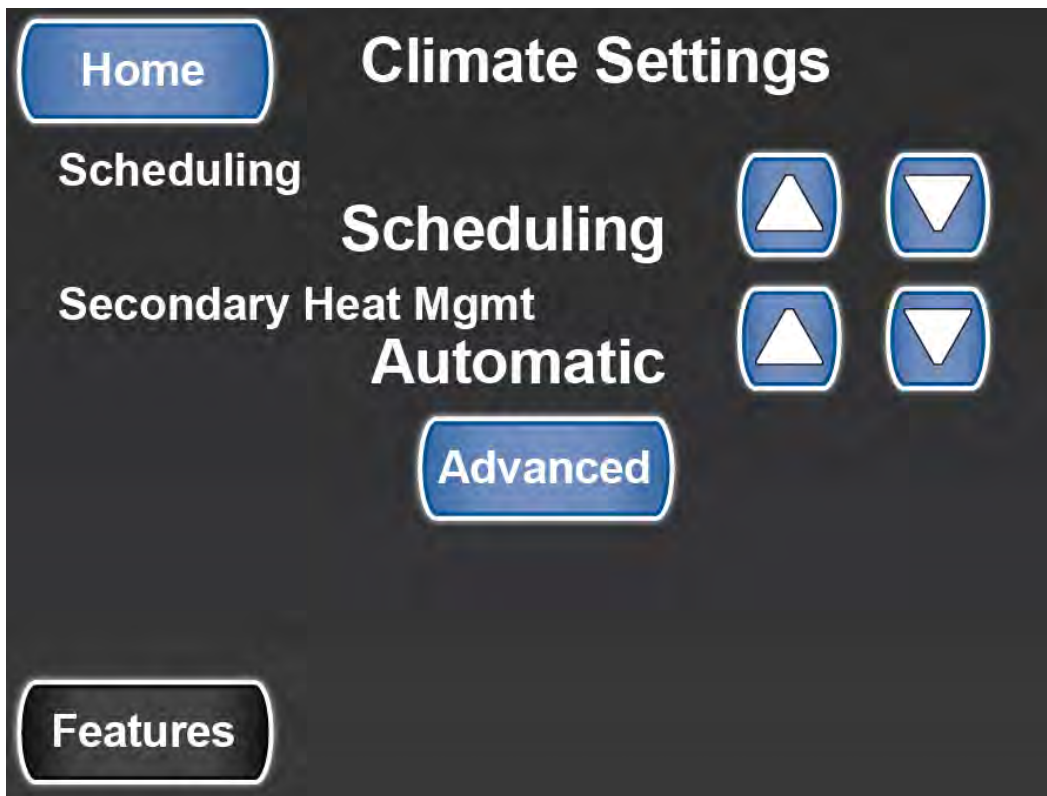 Home
Climate Settings
Scheduling
Scheduling
Secondary Heat Mgmt
Automatic
Advanced
Features